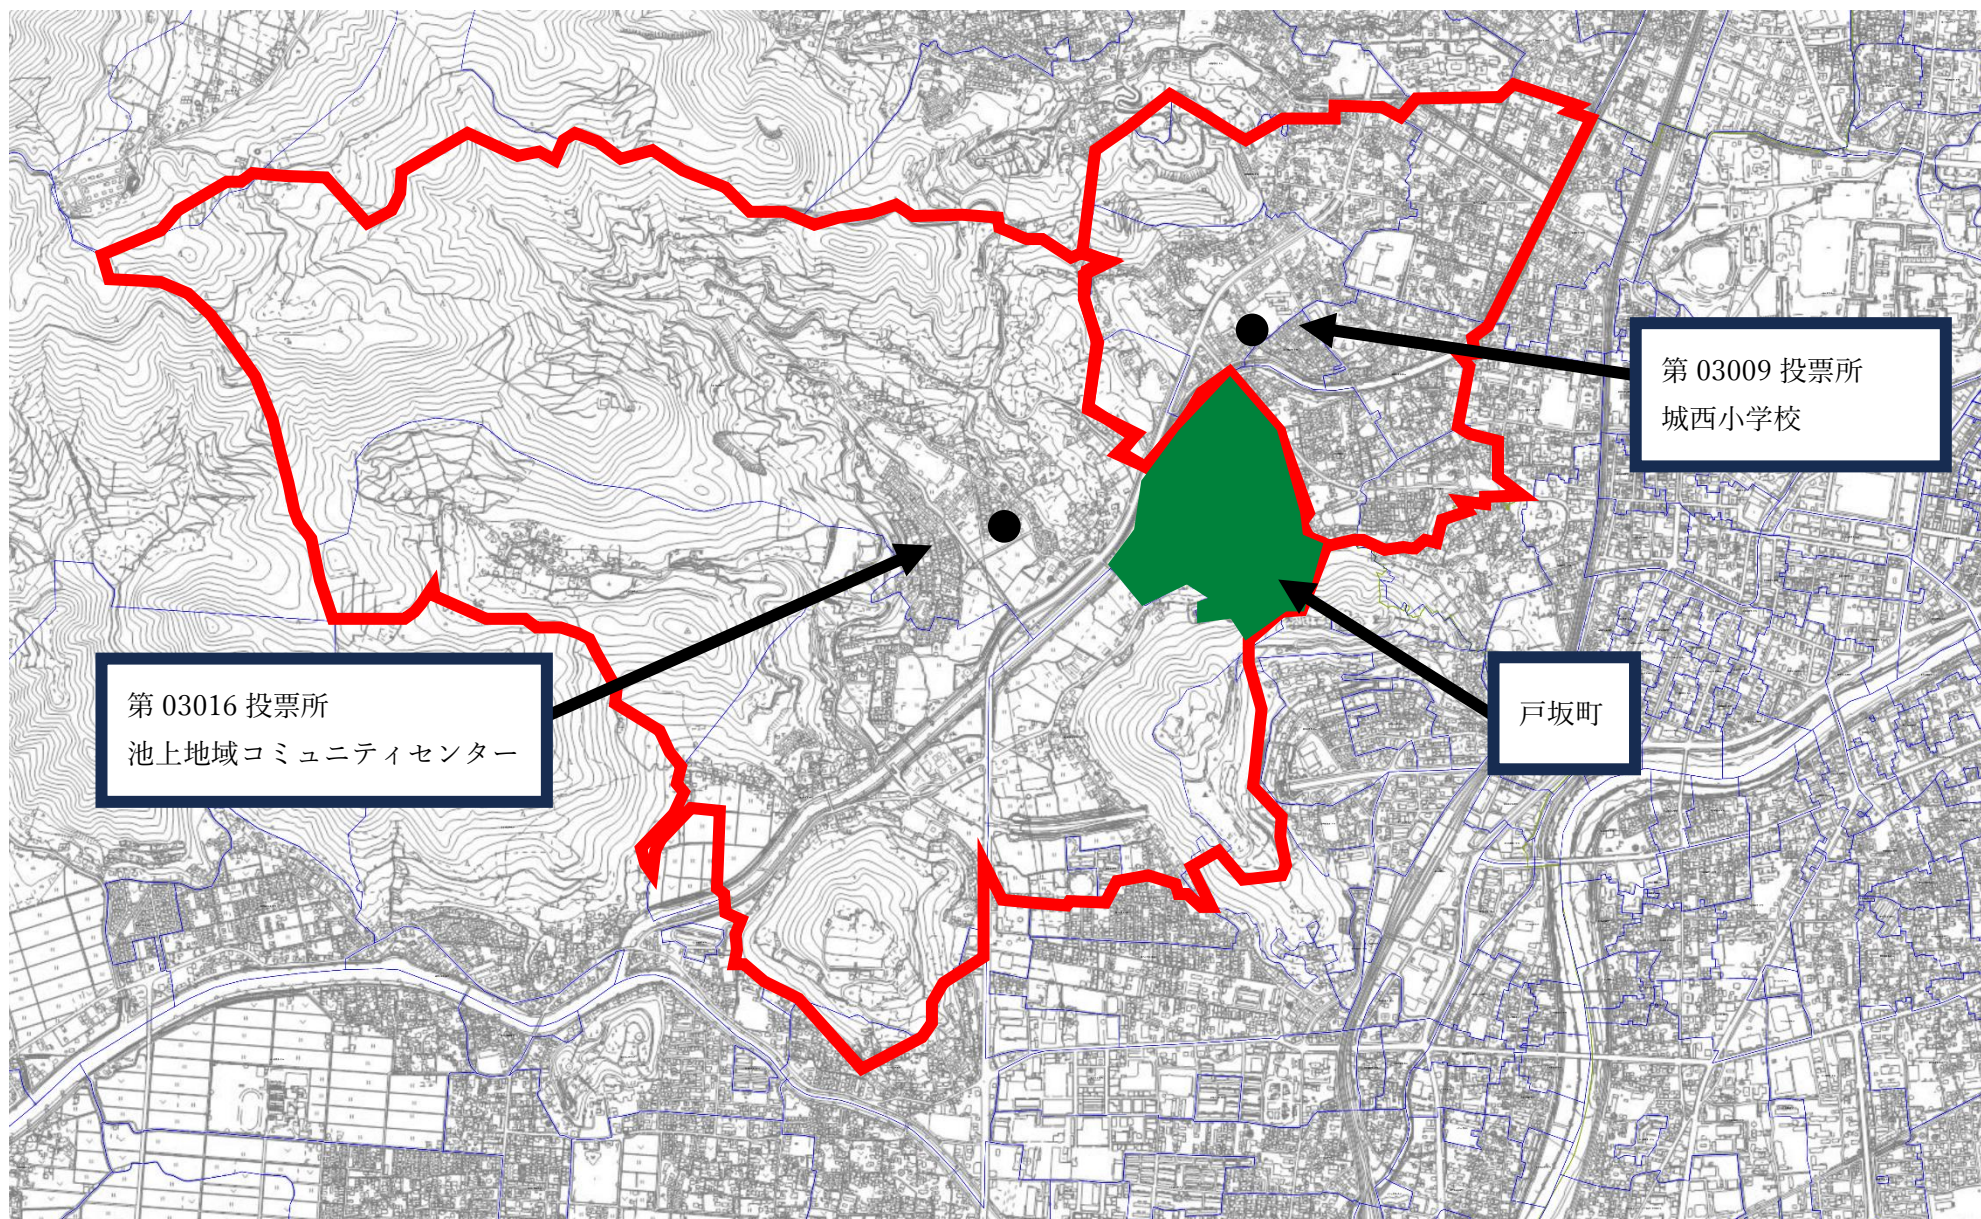 第 03009 投票所
城西小学校
第 03016 投票所
池上地域コミュニティセンター
戸坂町